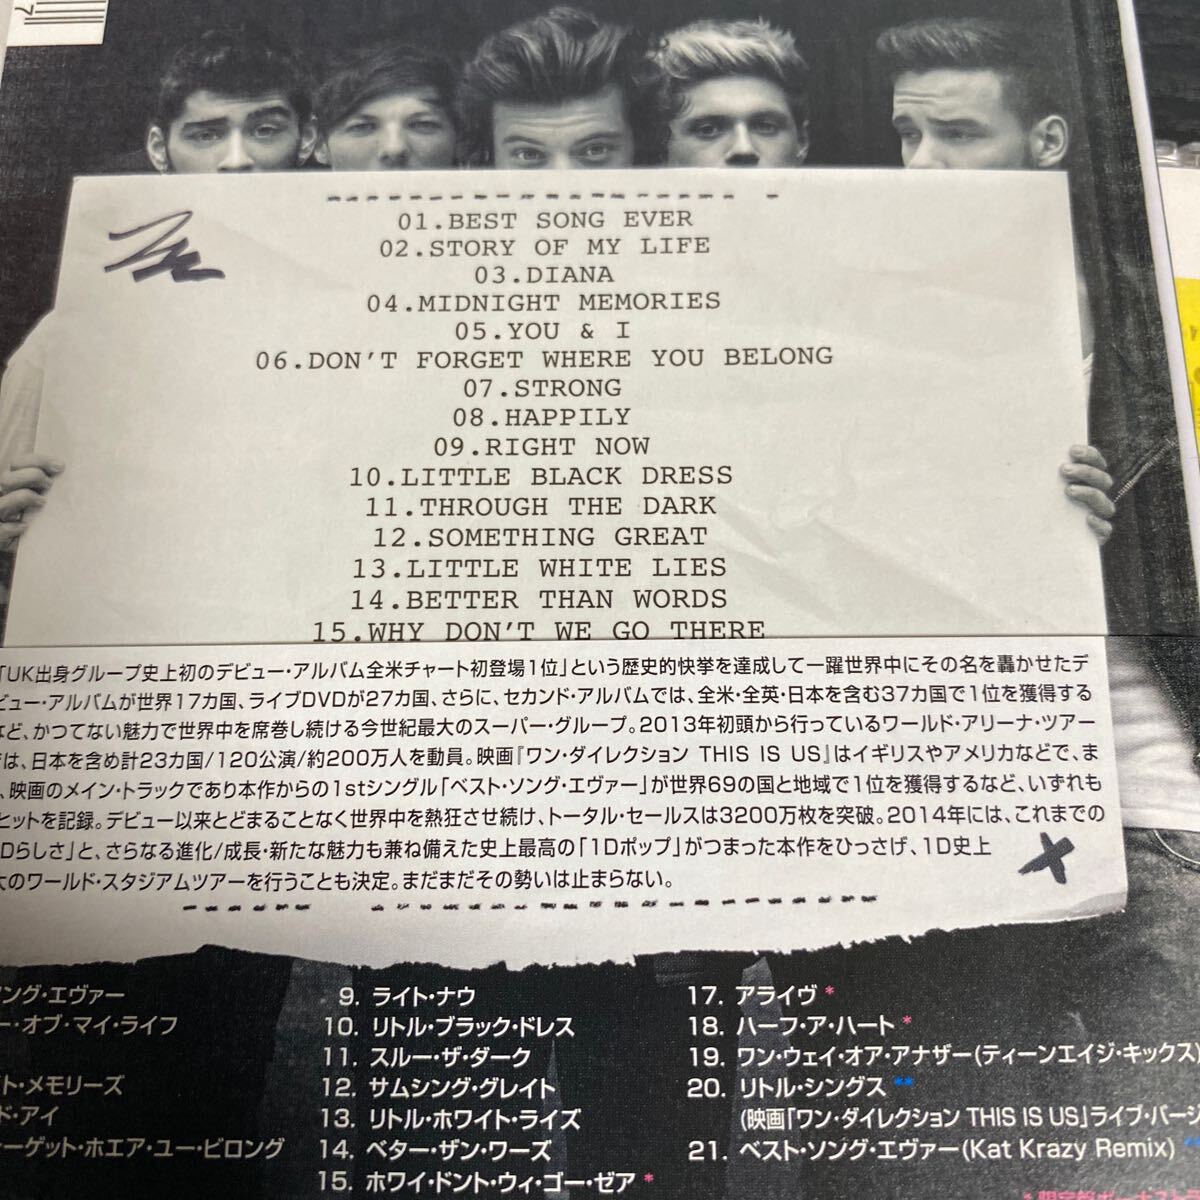 7
01.BEST SONG EVER
02.STORY OF MY LIFE
03.DIANA
04.MIDNIGHT MEMORIES
05.YOU & I
06.DON'T FORGET WHERE YOU BELONG
07.STRONG
08.HAPPILY
09.RIGHT NOW
10.LITTLE BLACK DRESS
11.THROUGH THE DARK
12.SOMETHING GREAT
13.LITTLE WHITE LIES
14.BETTER THAN WORDS
15.WHY DON'T WE GO THERE
「UK出身グループ史上初のデビュー・アルバム全米チャート初登場1位」という歴史的快挙を達成して一躍世界中にその名を轟かせたデ
ビュー・アルバムが世界17カ国、ライブDVDが27カ国、さらに、セカンド・アルバムでは、全米・全英・日本を含む37カ国で1位を獲得する
など、かつてない魅力で世界中を席巻し続ける今世紀最大のスーパー・グループ。2013年初頭から行っているワールド・アリーナ・ツアー
では、日本を含め計23カ国/120公演/約200万人を動員。映画『ワン・ダイレクション THIS IS US』はイギリスやアメリカなどで、ま
、映画のメイン・トラックであり本作からの1stシングル「ベスト・ソング・エヴァー」が世界69の国と地域で1位を獲得するなど、いずれも
ヒットを記録。デビュー以来とどまることなく世界中を熱狂させ続け、トータル・セールスは3200万枚を突破。2014年には、これまでの
Dらしさ」と、さらなる進化/成長・新たな魅力も兼ね備えた史上最高の「1Dポップ」がつまった本作をひっさげ、1D史上
大のワールド・スタジアムツアーを行うことも決定。まだまだその勢いは止まらない。
ング・エヴァー
ー・オブ・マイ・ライフ
ト・メモリーズ
ド・アイ
ォーゲット・ホエア・ユー・ビロング
9. ライト・ナウ
10. リトル・ブラック・ドレス
11. スルー・ザ・ダーク
12. サムシング・グレイト
13. リトル・ホワイト・ライズ
14. ベター・ザン・ワーズ
15. ホワイ・ドント・ウィ・ゴー・ゼア *
17. アライヴ *
18. ハーフ・ア・ハート *
19. ワン・ウェイ・オア・アナザー(ティーンエイジ・キックス)
20. リトル・シングス **
(映画「ワン・ダイレクション THIS IS US」ライブ・バージ
21. ベスト・ソング・エヴァー(Kat Krazy Remix) **